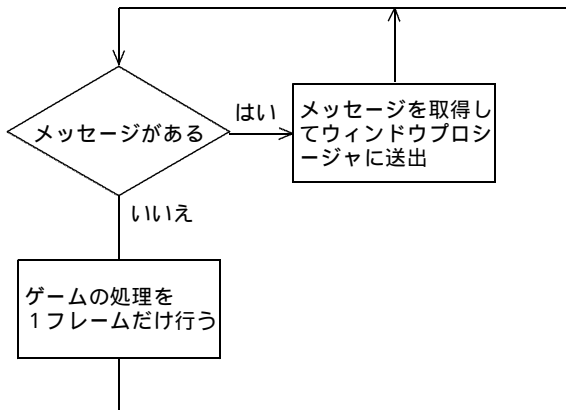 メッセージがある
はい
メッセージを取得し
てウィンドウプロシ
ージャに送出
いいえ
ゲームの処理を
１フレームだけ行う